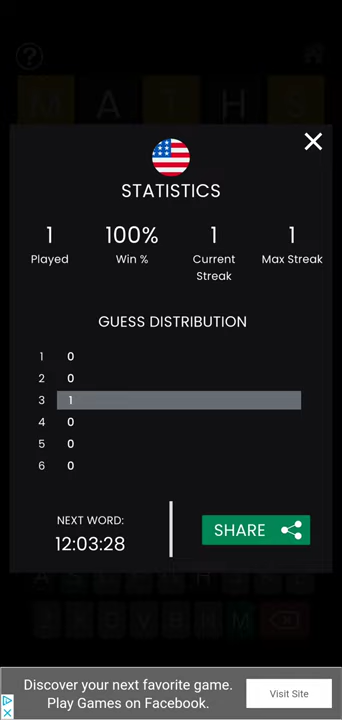 ?
M A T H S
STATISTICS
1 100% 1 1
Played Win % Current Streak Max Streak
GUESS DISTRIBUTION
1 0
2 0
3 1
4 0
5 0
6 0
NEXT WORD:
12:03:28
SHARE
Discover your next favorite game.
Play Games on Facebook.
Visit Site